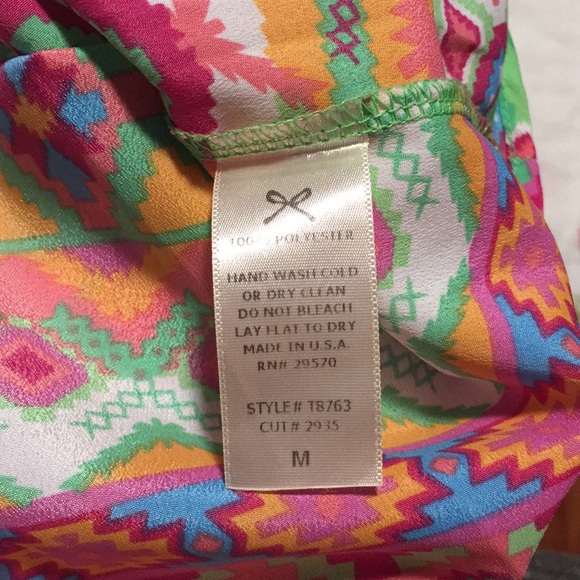 100% POLYESTER
HAND WASH COLD
OR DRY CLEAN
DO NOT BLEACH
LAY FLAT TO DRY
MADE IN U.S.A.
RN# 29570
STYLE# T8763
CUT# 2935
M